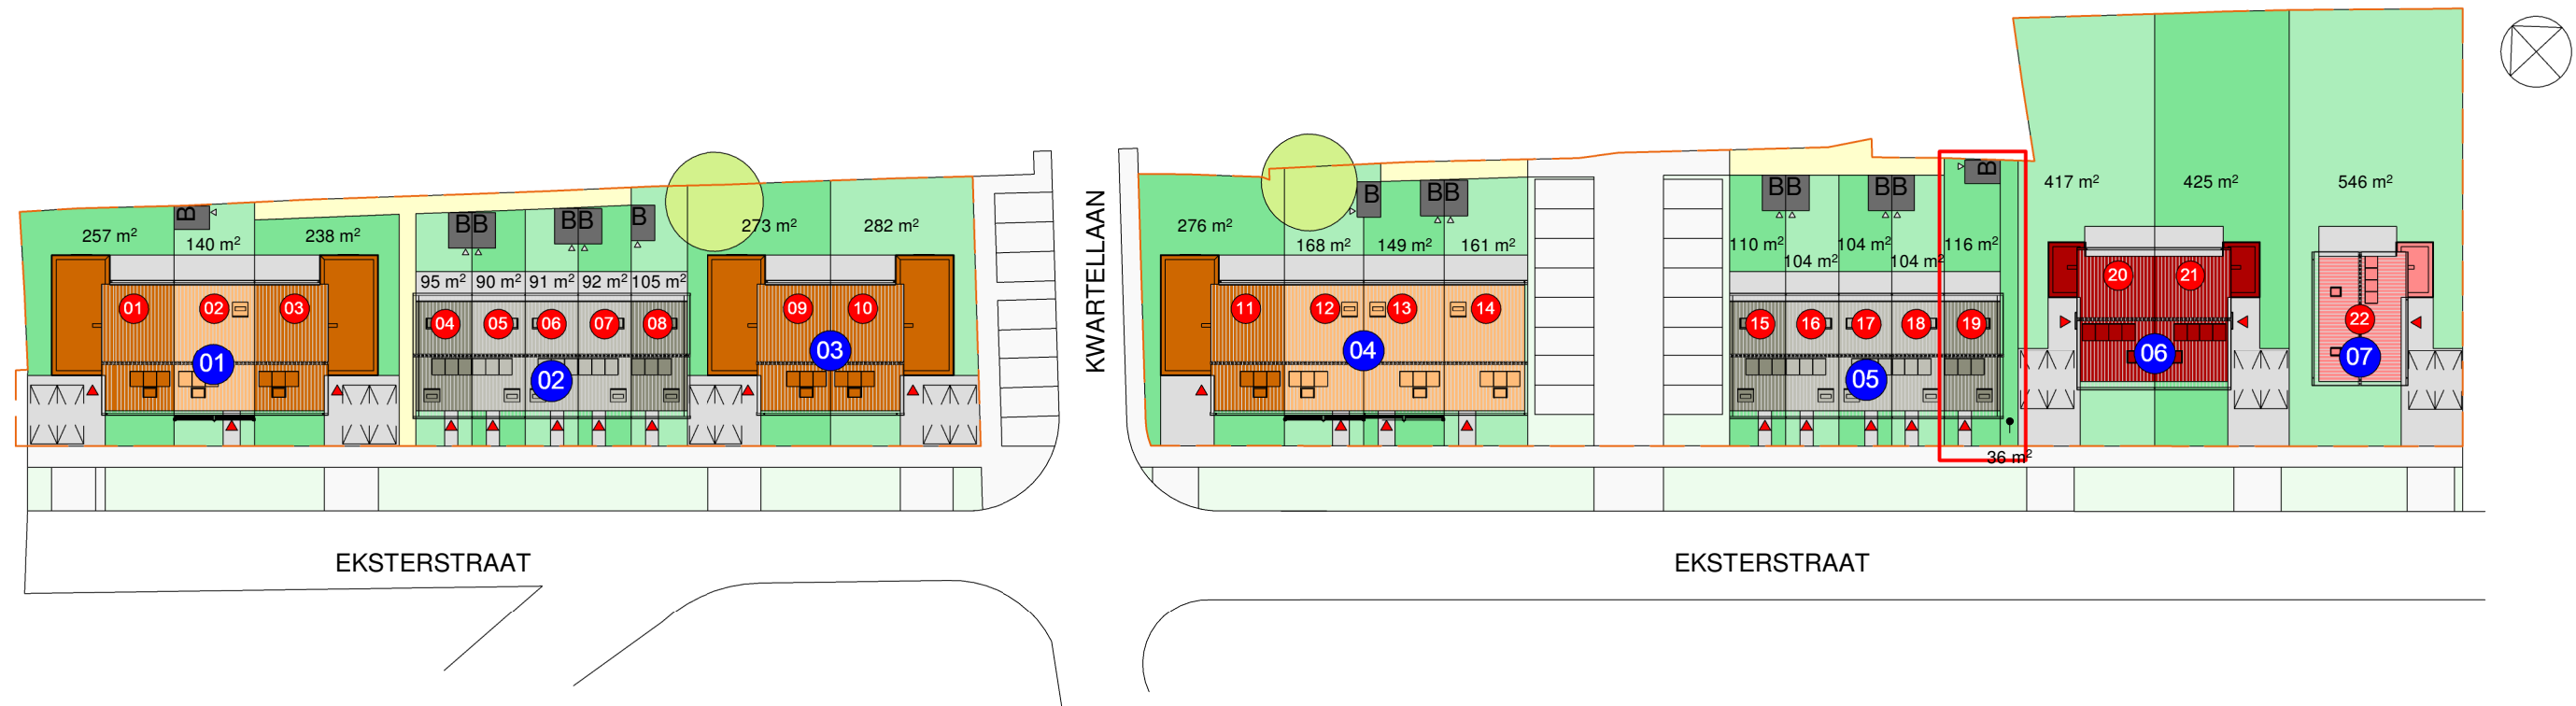 417 m²
425 m²
546 m²
B
257 m²
140 m²
238 m²
BB
BB
B
273 m²
282 m²
95 m²
90 m²
91 m²
92 m²
105 m²
01
02
03
04
05
06
07
08
09
10
01
02
03
KWARTELLAAN
276 m²
168 m²
B
149 m²
BB
161 m²
11
12
13
14
04
BB
BB
B
110 m²
104 m²
104 m²
104 m²
116 m²
15
16
17
18
19
05
36 m²
20
21
06
22
07
EKSTERSTRAAT
EKSTERSTRAAT